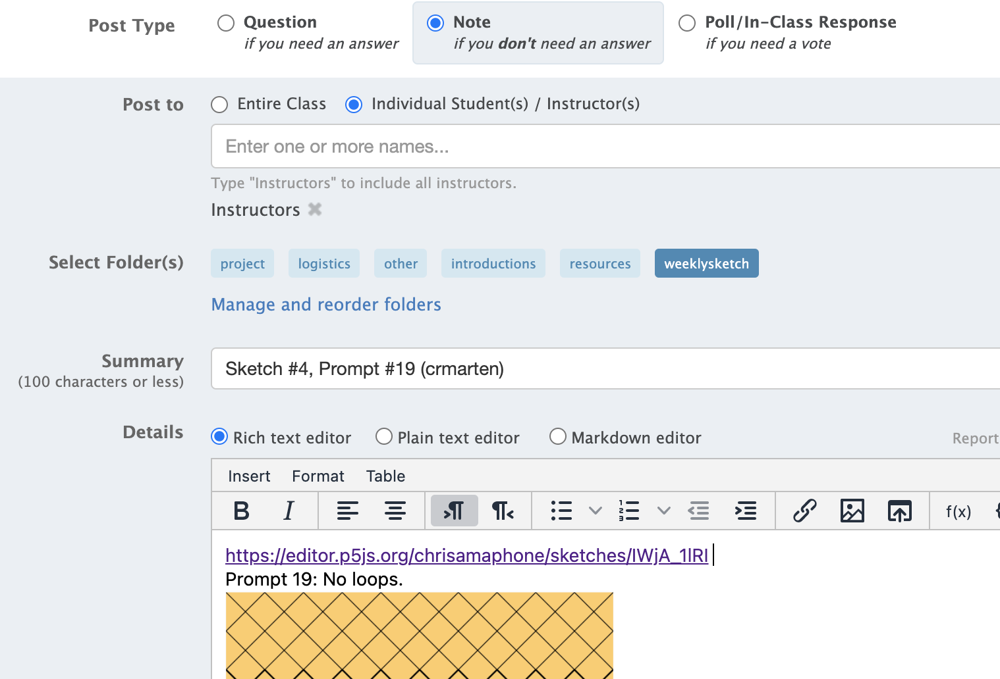 Post Type
Question
if you need an answer
Note
if you don't need an answer
Poll/In-Class Response
if you need a vote
Post to
Entire Class
Individual Student(s) / Instructor(s)
Enter one or more names...
Type "Instructors" to include all instructors.
Instructors
Select Folder(s)
project
logistics
other
introductions
resources
weeklysketch
Manage and reorder folders
Summary
(100 characters or less)
Sketch #4, Prompt #19 (crmarten)
Details
Rich text editor
Plain text editor
Markdown editor
Report
Insert
Format
Table
B
I
f(x)
https://editor.p5js.org/chrisamaphone/sketches/IWjA_1lRI
Prompt 19: No loops.